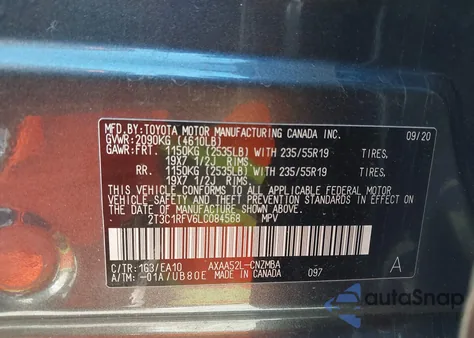 MFD.BY:TOYOTA MOTOR MANUFACTURING CANADA INC. 09/20
GVWR:2090KG (4610LB)
GAWR:FRT. 1150KG (2535LB) WITH 235/55R19 TIRES.
19X7 1/2J RIMS.
RR. 1150KG (2535LB) WITH 235/55R19 TIRES.
19X7 1/2J RIMS.
THIS VEHICLE CONFORMS TO ALL APPLICABLE FEDERAL MOTOR
VEHICLE SAFETY AND THEFT PREVENTION STANDARDS IN EFFECT
ON THE DATE OF MANUFACTURE SHOWN ABOVE.
2T3C1RFV6LC084568 MPV
C/TR:1G3/EA10 AXAA52L-CNZMBA A
A/TM:-01A/UB80E MADE IN CANADA 097
autoSnap